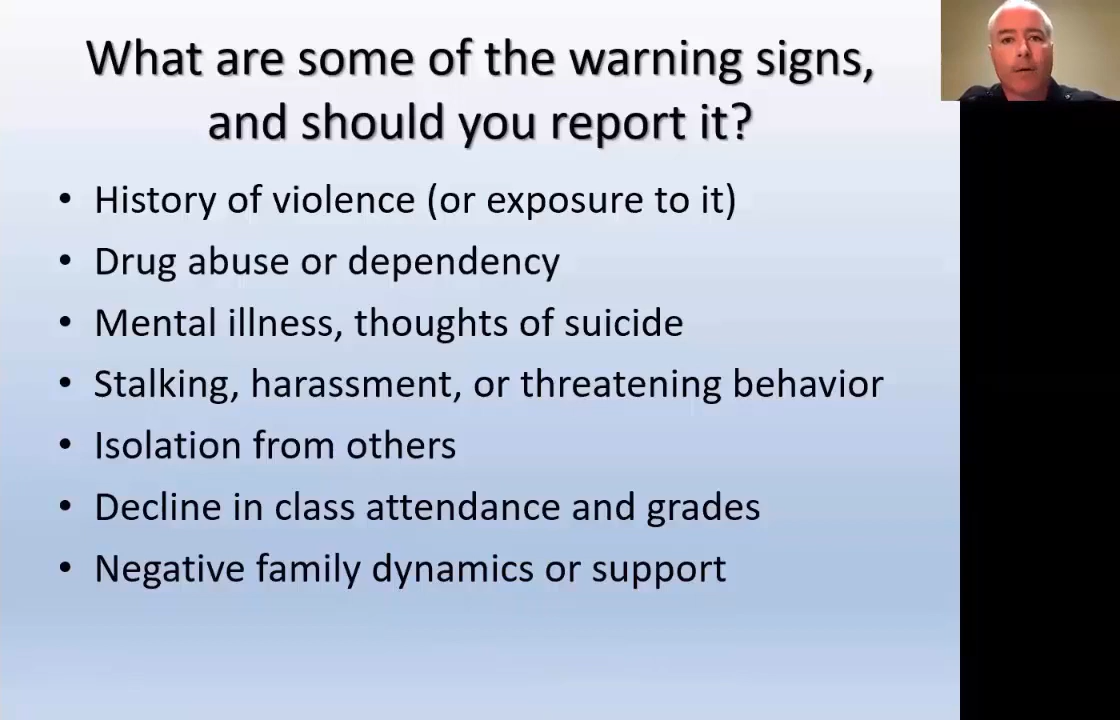 What are some of the warning signs,
and should you report it?
• History of violence (or exposure to it)
• Drug abuse or dependency
• Mental illness, thoughts of suicide
• Stalking, harassment, or threatening behavior
• Isolation from others
• Decline in class attendance and grades
• Negative family dynamics or support